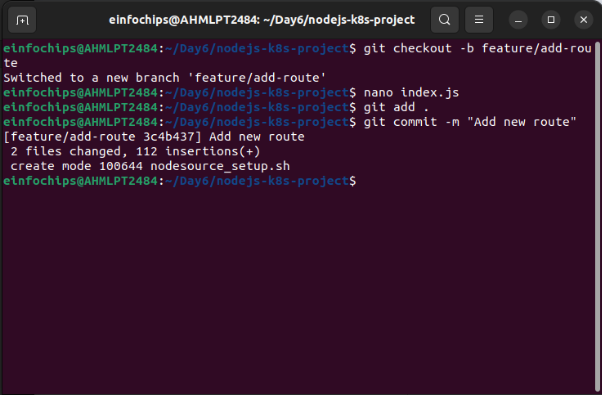 einfochips@AHMLPT2484: ~/Day6/nodejs-k8s-project
einfochips@AHMLPT2484:~/Day6/nodejs-k8s-project$ git checkout -b feature/add-rou
te
Switched to a new branch 'feature/add-route'
einfochips@AHMLPT2484:~/Day6/nodejs-k8s-project$ nano index.js
einfochips@AHMLPT2484:~/Day6/nodejs-k8s-project$ git add .
einfochips@AHMLPT2484:~/Day6/nodejs-k8s-project$ git commit -m "Add new route"
[feature/add-route 3c4b437] Add new route
 2 files changed, 112 insertions(+)
 create mode 100644 nodesource_setup.sh
einfochips@AHMLPT2484:~/Day6/nodejs-k8s-project$